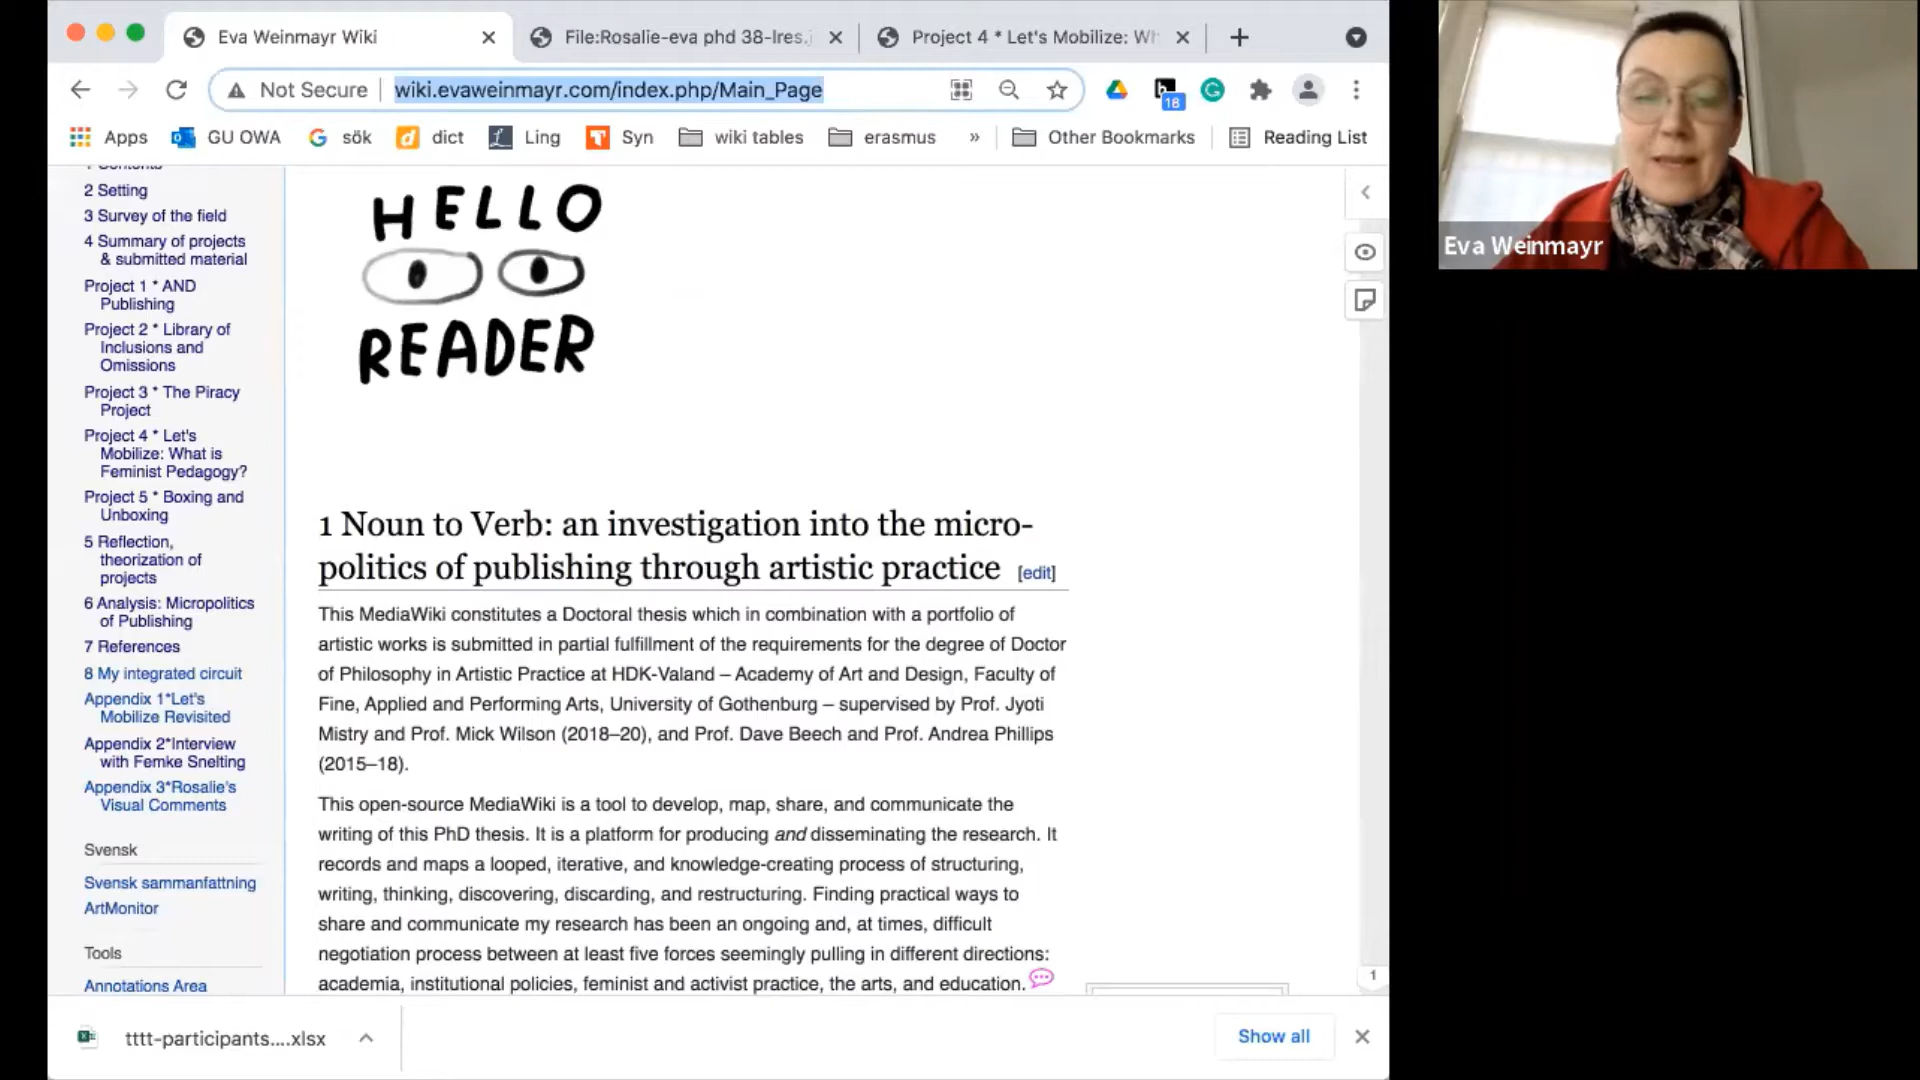 Eva Weinmayr Wiki
File:Rosalie-eva phd 38-lres.j
Project 4 * Let's Mobilize: Wh
Not Secure
wiki.evaweinmayr.com/index.php/Main_Page
18
Apps
GU OWA
sök
dict
Ling
Syn
wiki tables
erasmus
»
Other Bookmarks
Reading List
1 Contents
2 Setting
3 Survey of the field
4 Summary of projects
& submitted material
Project 1 * AND
Publishing
Project 2 * Library of
Inclusions and
Omissions
Project 3 * The Piracy
Project
Project 4 * Let's
Mobilize: What is
Feminist Pedagogy?
Project 5 * Boxing and
Unboxing
5 Reflection,
theorization of
projects
6 Analysis: Micropolitics
of Publishing
7 References
8 My integrated circuit
Appendix 1*Let's
Mobilize Revisited
Appendix 2*Interview
with Femke Snelting
Appendix 3*Rosalie's
Visual Comments
Svensk
Svensk sammanfattning
ArtMonitor
Tools
Annotations Area
HELLO
READER
1 Noun to Verb: an investigation into the micro-
politics of publishing through artistic practice [edit]
This MediaWiki constitutes a Doctoral thesis which in combination with a portfolio of
artistic works is submitted in partial fulfillment of the requirements for the degree of Doctor
of Philosophy in Artistic Practice at HDK-Valand – Academy of Art and Design, Faculty of
Fine, Applied and Performing Arts, University of Gothenburg – supervised by Prof. Jyoti
Mistry and Prof. Mick Wilson (2018–20), and Prof. Dave Beech and Prof. Andrea Phillips
(2015–18).
This open-source MediaWiki is a tool to develop, map, share, and communicate the
writing of this PhD thesis. It is a platform for producing and disseminating the research. It
records and maps a looped, iterative, and knowledge-creating process of structuring,
writing, thinking, discovering, discarding, and restructuring. Finding practical ways to
share and communicate my research has been an ongoing and, at times, difficult
negotiation process between at least five forces seemingly pulling in different directions:
academia, institutional policies, feminist and activist practice, the arts, and education.
1
tttt-participants....xlsx
Show all
Eva Weinmayr